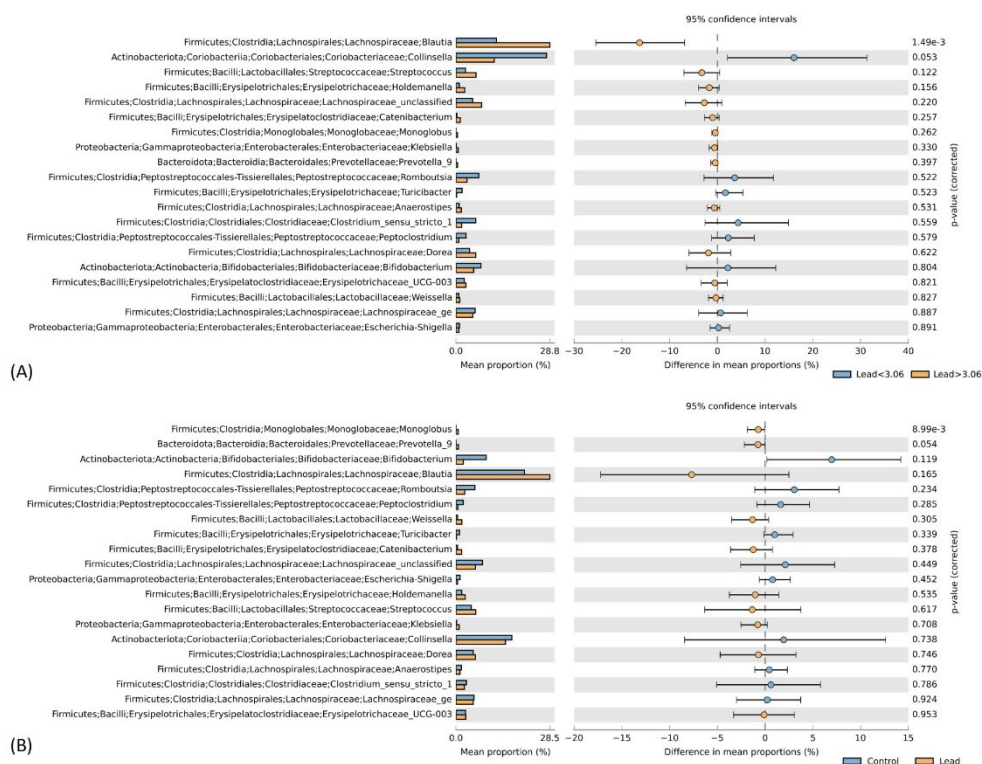 95% confidence intervals
Firmicutes;Clostridia;Lachnospirales;Lachnospiraceae;Blautia 1.49e-3
Actinobacteriota;Coriobacteriia;Coriobacteriales;Coriobacteriaceae;Collinsella 0.053
Firmicutes;Bacilli;Lactobacillales;Streptococcaceae;Streptococcus 0.122
Firmicutes;Bacilli;Erysipelotrichales;Erysipelotrichaceae;Holdemanella 0.156
Firmicutes;Clostridia;Lachnospirales;Lachnospiraceae;Lachnospiraceae_unclassified 0.220
Firmicutes;Bacilli;Erysipelotrichales;Erysipelatoclostridiaceae;Catenibacterium 0.257
Firmicutes;Clostridia;Monoglobales;Monoglobaceae;Monoglobus 0.262
Proteobacteria;Gammaproteobacteria;Enterobacterales;Enterobacteriaceae;Klebsiella 0.330
Bacteroidota;Bacteroidia;Bacteroidales;Prevotellaceae;Prevotella_9 0.397
Firmicutes;Clostridia;Peptostreptococcales-Tissierellales;Peptostreptococcaceae;Romboutsia 0.522
Firmicutes;Bacilli;Erysipelotrichales;Erysipelotrichaceae;Turicibacter 0.523
Firmicutes;Clostridia;Lachnospirales;Lachnospiraceae;Anaerostipes 0.531
Firmicutes;Clostridia;Clostridiales;Clostridiaceae;Clostridium_sensu_stricto_1 0.559
Firmicutes;Clostridia;Peptostreptococcales-Tissierellales;Peptostreptococcaceae;Peptoclostridium 0.579
Firmicutes;Clostridia;Lachnospirales;Lachnospiraceae;Dorea 0.622
Actinobacteriota;Actinobacteria;Bifidobacteriales;Bifidobacteriaceae;Bifidobacterium 0.804
Firmicutes;Bacilli;Erysipelotrichales;Erysipelatoclostridiaceae;Erysipelotrichaceae_UCG-003 0.821
Firmicutes;Bacilli;Lactobacillales;Lactobacillaceae;Weissella 0.827
Firmicutes;Clostridia;Lachnospirales;Lachnospiraceae;Lachnospiraceae_ge 0.887
Proteobacteria;Gammaproteobacteria;Enterobacterales;Enterobacteriaceae;Escherichia-Shigella 0.891
p-value (corrected)
0.0 28.8 −30 −20 −10 0 10 20 30 40
(A) Mean proportion (%) Difference in mean proportions (%)
Lead<3.06 Lead>3.06
95% confidence intervals
Firmicutes;Clostridia;Monoglobales;Monoglobaceae;Monoglobus 8.99e-3
Bacteroidota;Bacteroidia;Bacteroidales;Prevotellaceae;Prevotella_9 0.054
Actinobacteriota;Actinobacteria;Bifidobacteriales;Bifidobacteriaceae;Bifidobacterium 0.119
Firmicutes;Clostridia;Lachnospirales;Lachnospiraceae;Blautia 0.165
Firmicutes;Clostridia;Peptostreptococcales-Tissierellales;Peptostreptococcaceae;Romboutsia 0.234
Firmicutes;Clostridia;Peptostreptococcales-Tissierellales;Peptostreptococcaceae;Peptoclostridium 0.285
Firmicutes;Bacilli;Lactobacillales;Lactobacillaceae;Weissella 0.305
Firmicutes;Bacilli;Erysipelotrichales;Erysipelotrichaceae;Turicibacter 0.339
Firmicutes;Bacilli;Erysipelotrichales;Erysipelatoclostridiaceae;Catenibacterium 0.378
Firmicutes;Clostridia;Lachnospirales;Lachnospiraceae;Lachnospiraceae_unclassified 0.449
Proteobacteria;Gammaproteobacteria;Enterobacterales;Enterobacteriaceae;Escherichia-Shigella 0.452
Firmicutes;Bacilli;Erysipelotrichales;Erysipelotrichaceae;Holdemanella 0.535
Firmicutes;Bacilli;Lactobacillales;Streptococcaceae;Streptococcus 0.617
Proteobacteria;Gammaproteobacteria;Enterobacterales;Enterobacteriaceae;Klebsiella 0.708
Actinobacteriota;Coriobacteriia;Coriobacteriales;Coriobacteriaceae;Collinsella 0.738
Firmicutes;Clostridia;Lachnospirales;Lachnospiraceae;Dorea 0.746
Firmicutes;Clostridia;Lachnospirales;Lachnospiraceae;Anaerostipes 0.770
Firmicutes;Clostridia;Clostridiales;Clostridiaceae;Clostridium_sensu_stricto_1 0.786
Firmicutes;Clostridia;Lachnospirales;Lachnospiraceae;Lachnospiraceae_ge 0.924
Firmicutes;Bacilli;Erysipelotrichales;Erysipelatoclostridiaceae;Erysipelotrichaceae_UCG-003 0.953
p-value (corrected)
0.0 28.5 −20 −15 −10 −5 0 5 10 15
(B) Mean proportion (%) Difference in mean proportions (%)
Control Lead